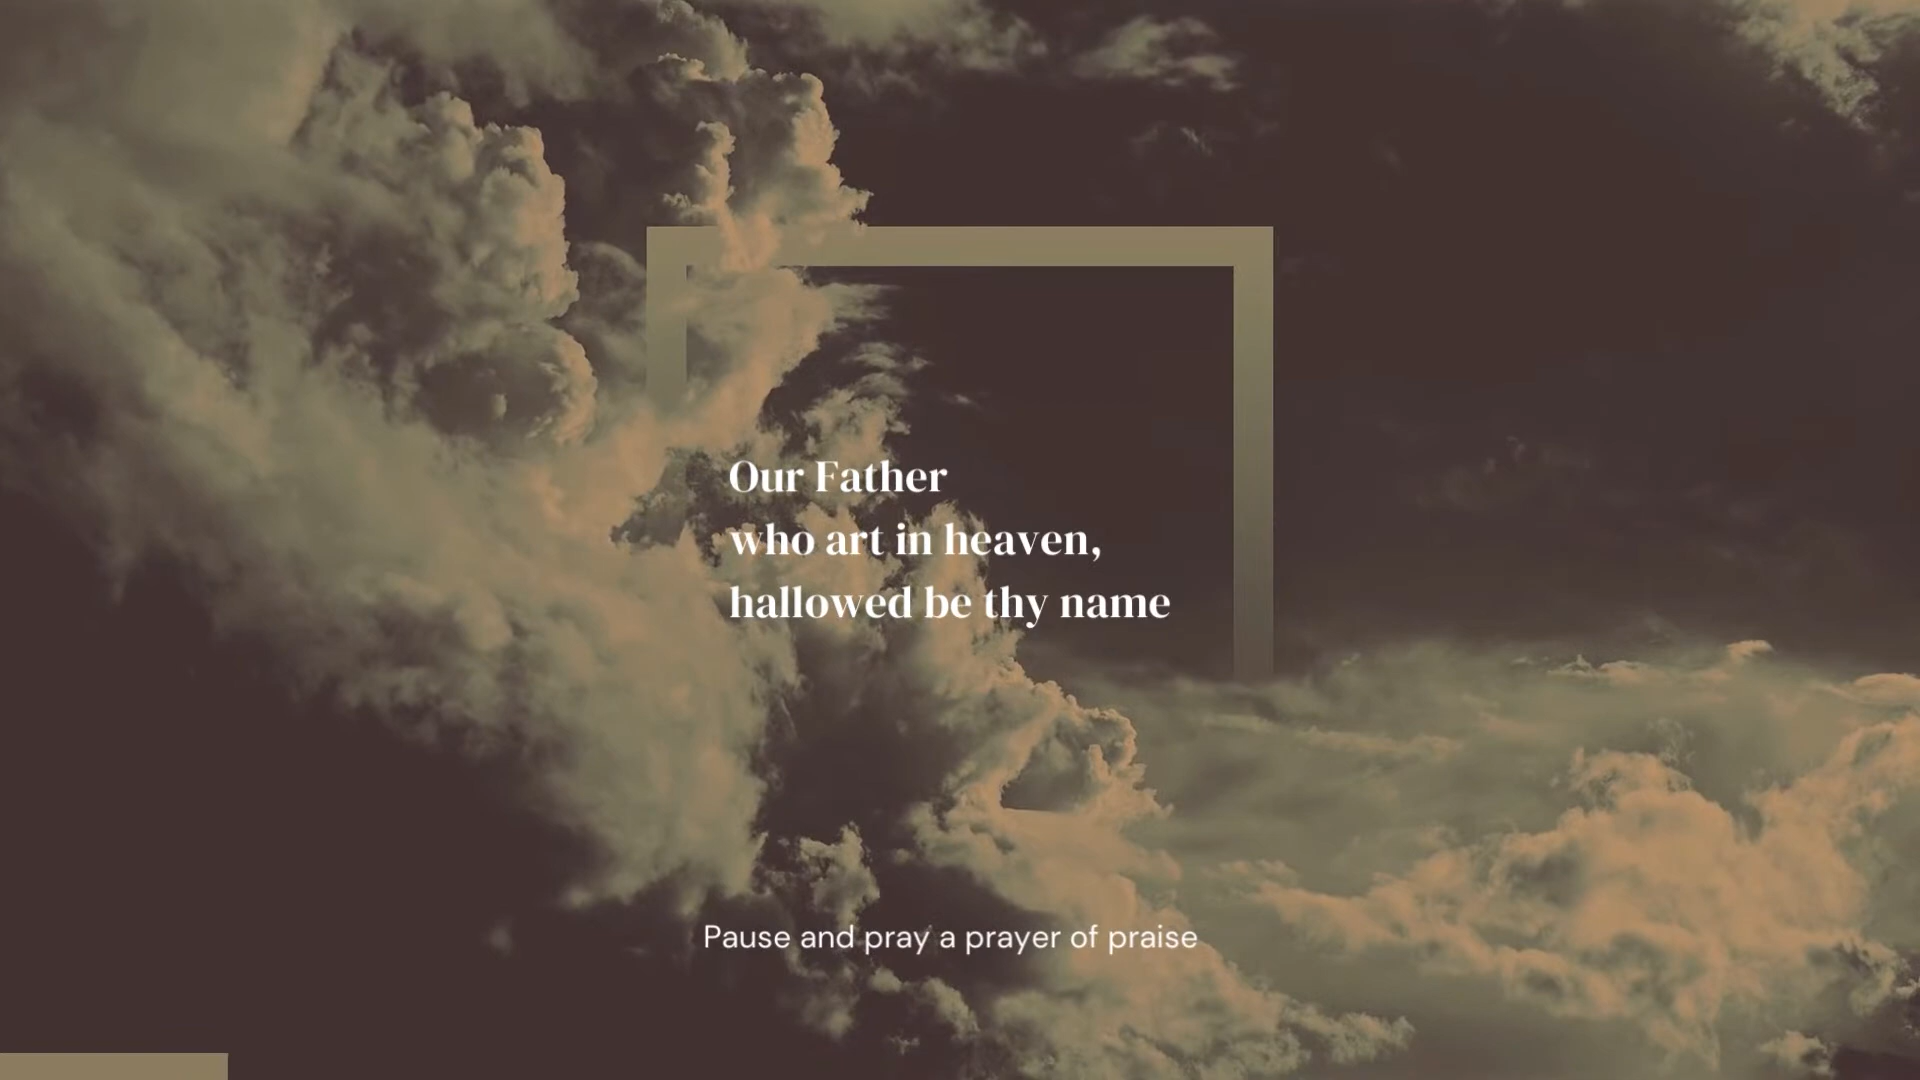 Our Father
who art in heaven,
hallowed be thy name
Pause and pray a prayer of praise